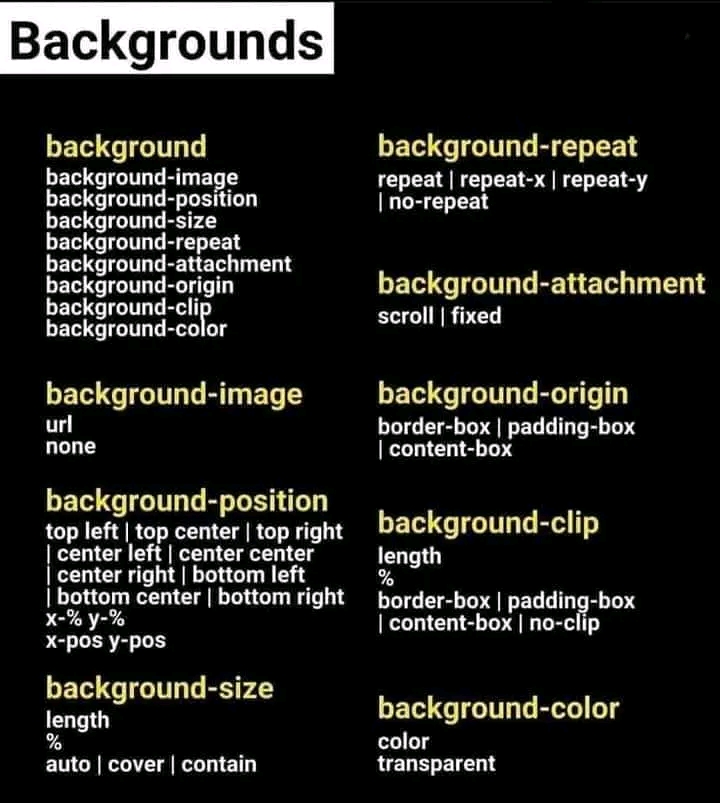 Backgrounds
background
background-image
background-position
background-size
background-repeat
background-attachment
background-origin
background-clip
background-color
background-image
url
none
background-position
top left | top center | top right
| center left | center center
| center right | bottom left
| bottom center | bottom right
x-% y-%
x-pos y-pos
background-size
length
%
auto | cover | contain
background-repeat
repeat | repeat-x | repeat-y
| no-repeat
background-attachment
scroll | fixed
background-origin
border-box | padding-box
| content-box
background-clip
length
%
border-box | padding-box
| content-box | no-clip
background-color
color
transparent